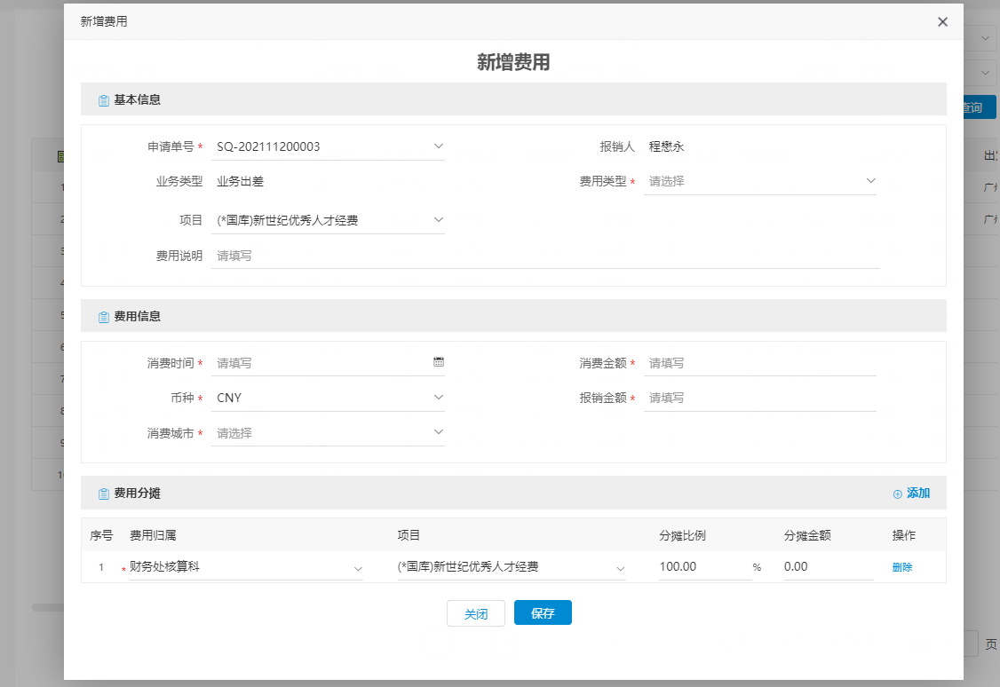 新增费用
新增费用
基本信息
申请单号 * SQ-202111200003 报销人 程懋永
业务类型 业务出差 费用类型 * 请选择
项目 (*国库)新世纪优秀人才经费
费用说明 请填写
费用信息
消费时间 * 请填写 消费金额 * 请填写
币种 * CNY 报销金额 * 请填写
消费城市 * 请选择
费用分摊 添加
序号 费用归属 项目 分摊比例 分摊金额 操作
1 * 财务处核算科 (*国库)新世纪优秀人才经费 100.00 % 0.00 删除
关闭 保存
查询
页